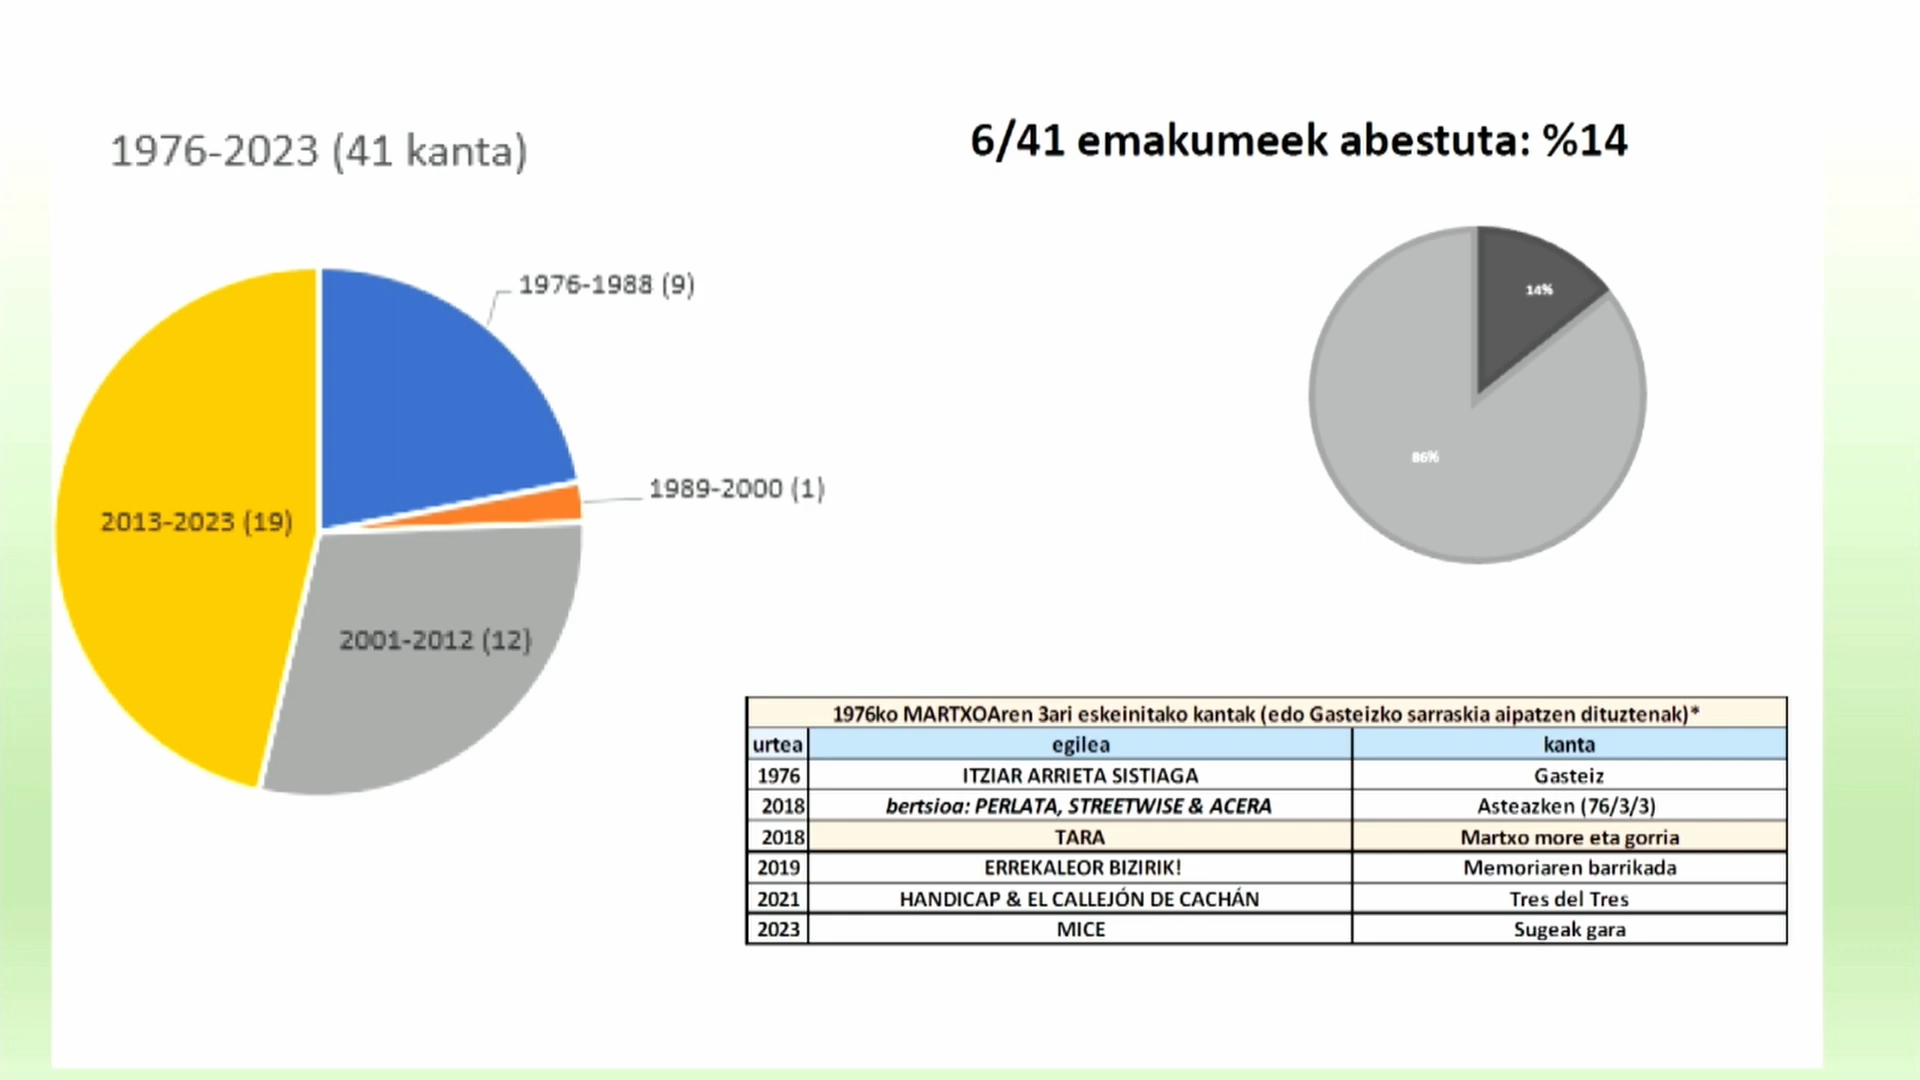 1976-2023 (41 kanta)
6/41 emakumeek abestuta: %14
1976-1988 (9)
1989-2000 (1)
2001-2012 (12)
2013-2023 (19)
14%
86%
1976ko MARTXOAren 3ari eskeinitako kantak (edo Gasteizko sarraskia aipatzen dituztenak)*
urtea egilea kanta
1976 ITZIAR ARRIETA SISTIAGA Gasteiz
2018 bertsioa: PERLATA, STREETWISE & ACERA Asteazken (76/3/3)
2018 TARA Martxo more eta gorria
2019 ERREKALEOR BIZIRIK! Memoriaren barrikada
2021 HANDICAP & EL CALLEJÓN DE CACHÁN Tres del Tres
2023 MICE Sugeak gara